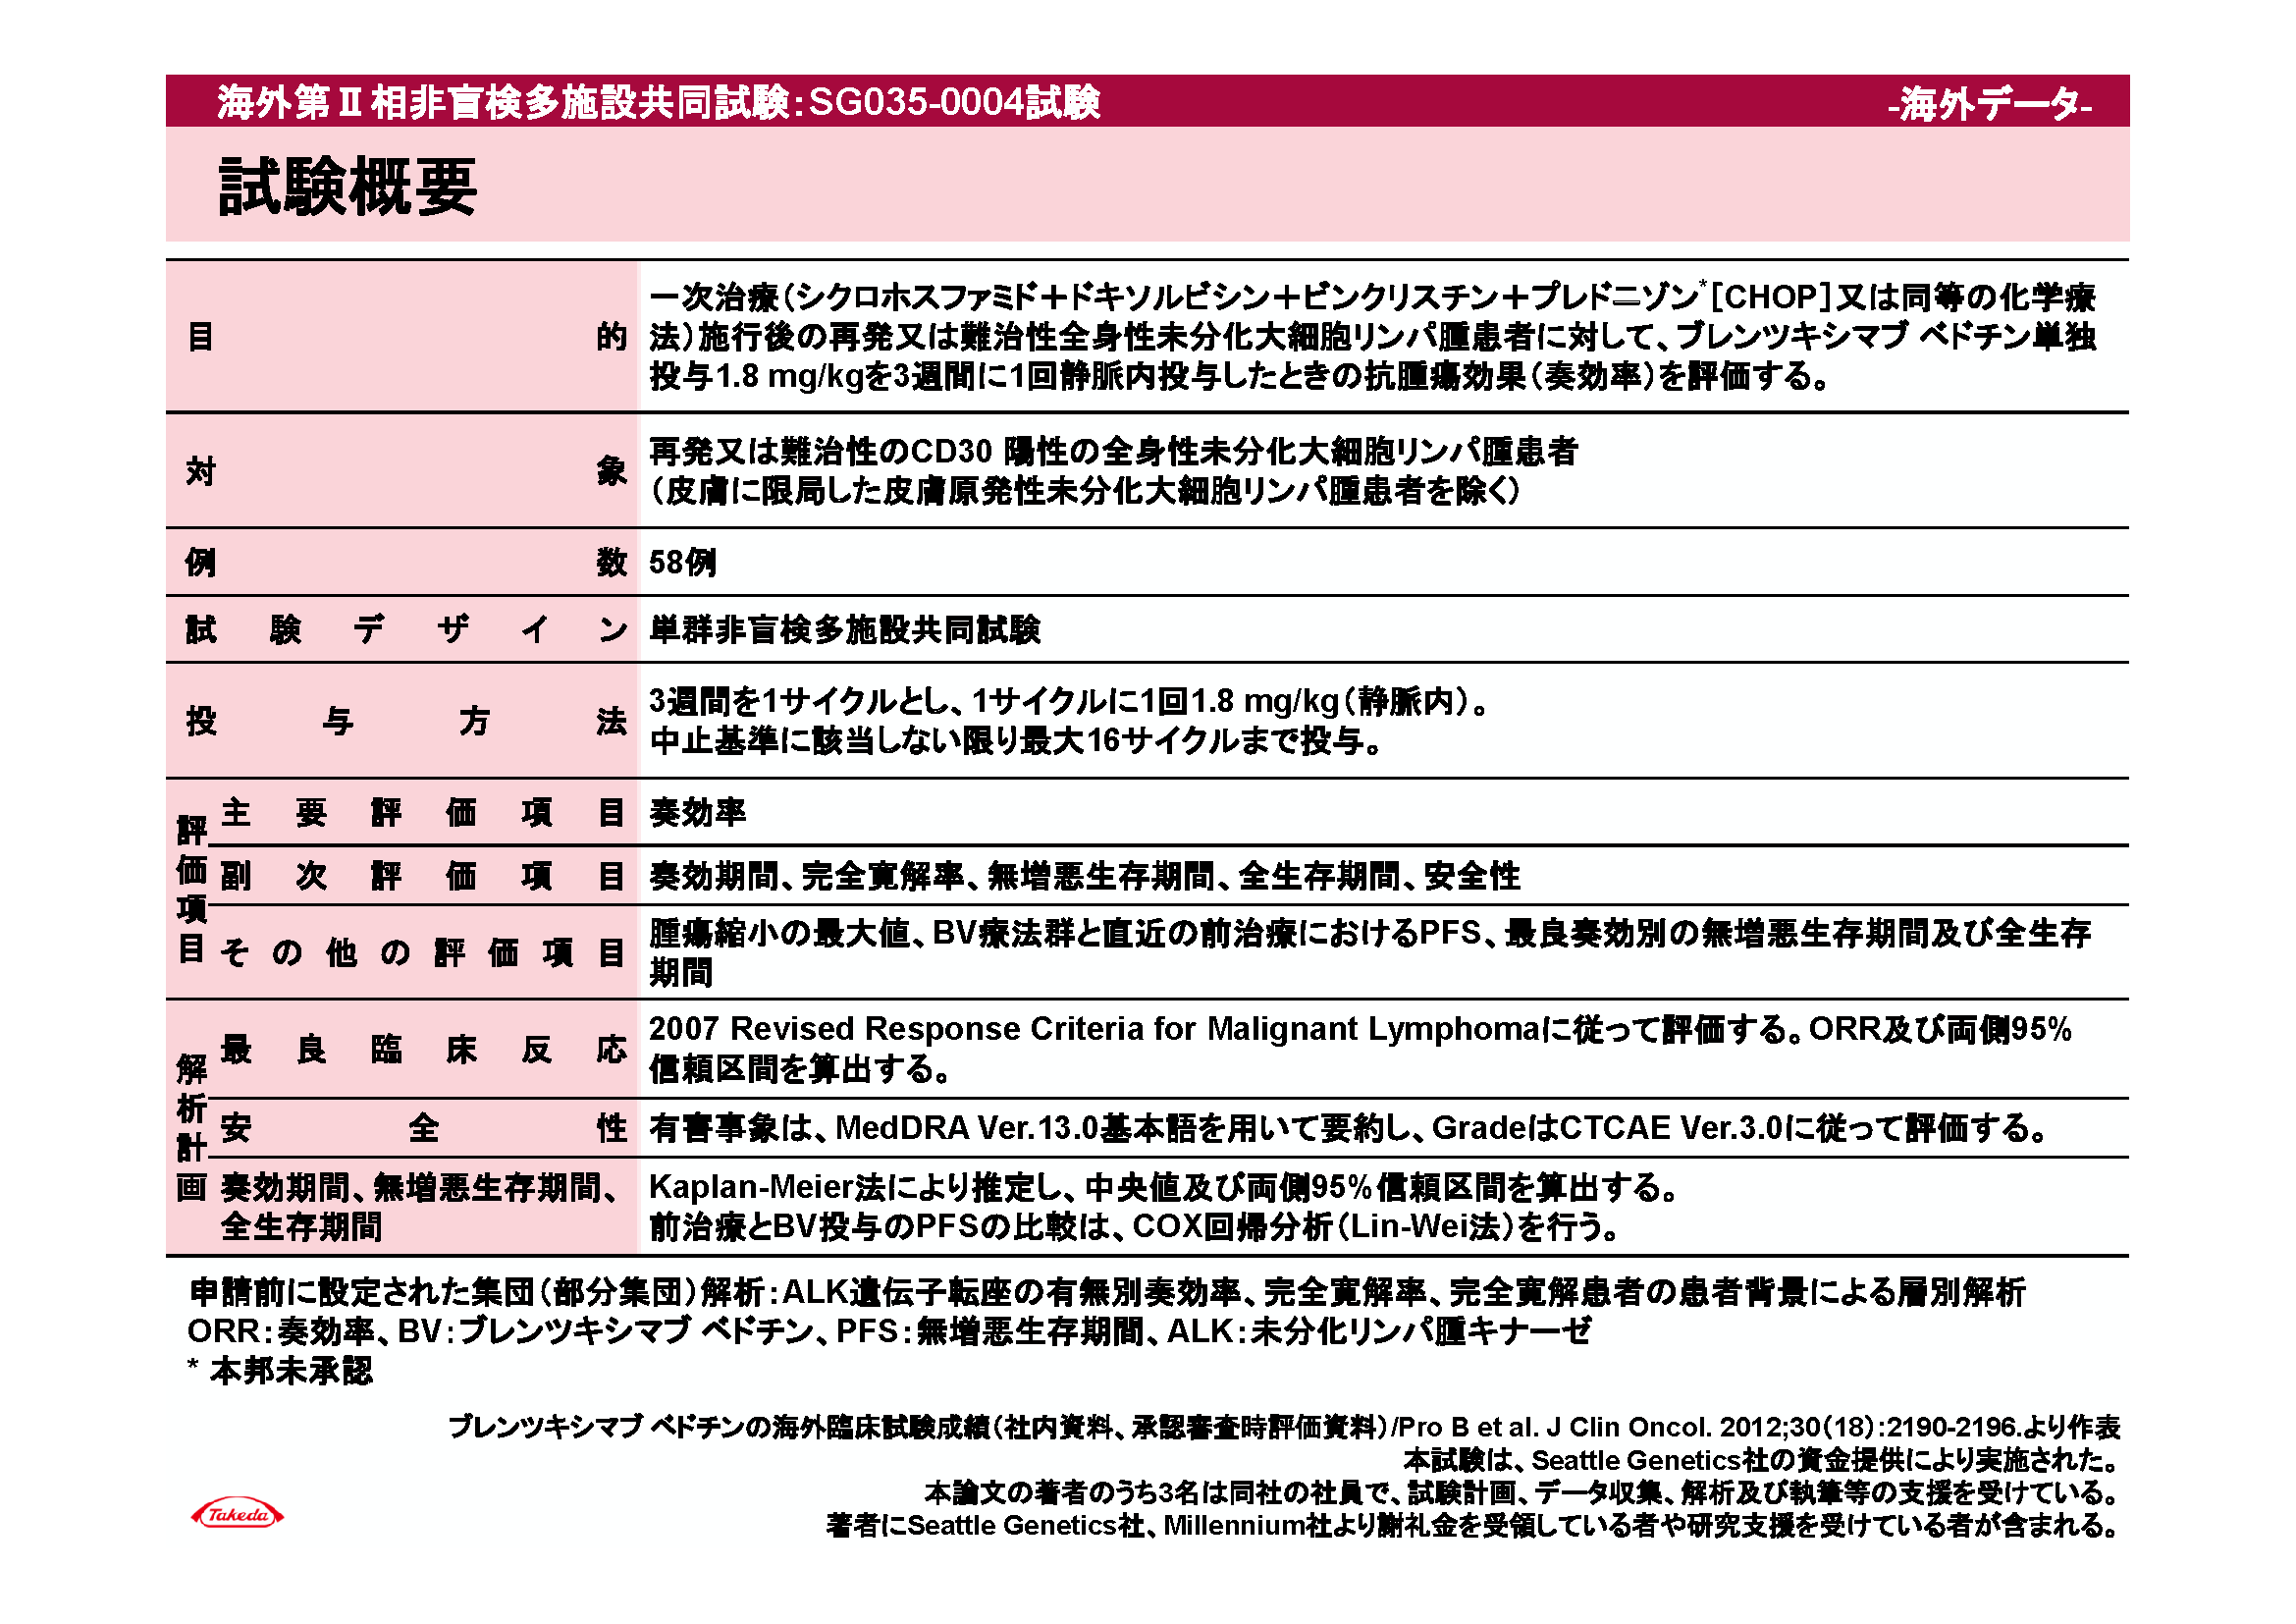 海外第Ⅱ相非盲検多施設共同試験：SG035-0004試験
-海外データ-
試験概要
目的
一次治療（シクロホスファミド＋ドキソルビシン＋ビンクリスチン＋プレドニゾン*［CHOP］又は同等の化学療
法）施行後の再発又は難治性全身性未分化大細胞リンパ腫患者に対して、ブレンツキシマブ ベドチン単独
投与1.8 mg/kgを3週間に1回静脈内投与したときの抗腫瘍効果（奏効率）を評価する。
対象
再発又は難治性のCD30 陽性の全身性未分化大細胞リンパ腫患者
（皮膚に限局した皮膚原発性未分化大細胞リンパ腫患者を除く）
例数
58例
試験デザイン
単群非盲検多施設共同試験
投与方法
3週間を1サイクルとし、1サイクルに1回1.8 mg/kg（静脈内）。
中止基準に該当しない限り最大16サイクルまで投与。
評価項目
主要評価項目
奏効率
副次評価項目
奏効期間、完全寛解率、無増悪生存期間、全生存期間、安全性
その他の評価項目
腫瘍縮小の最大値、BV療法群と直近の前治療におけるPFS、最良奏効別の無増悪生存期間及び全生存
期間
解析計画
最良臨床反応
2007 Revised Response Criteria for Malignant Lymphomaに従って評価する。ORR及び両側95%
信頼区間を算出する。
安全性
有害事象は、MedDRA Ver.13.0基本語を用いて要約し、GradeはCTCAE Ver.3.0に従って評価する。
奏効期間、無増悪生存期間、
全生存期間
Kaplan-Meier法により推定し、中央値及び両側95%信頼区間を算出する。
前治療とBV投与のPFSの比較は、COX回帰分析（Lin-Wei法）を行う。
申請前に設定された集団（部分集団）解析：ALK遺伝子転座の有無別奏効率、完全寛解率、完全寛解患者の患者背景による層別解析
ORR：奏効率、BV：ブレンツキシマブ ベドチン、PFS：無増悪生存期間、ALK：未分化リンパ腫キナーゼ
* 本邦未承認
ブレンツキシマブ ベドチンの海外臨床試験成績（社内資料、承認審査時評価資料）/Pro B et al. J Clin Oncol. 2012;30（18）:2190-2196.より作表
本試験は、Seattle Genetics社の資金提供により実施された。
本論文の著者のうち3名は同社の社員で、試験計画、データ収集、解析及び執筆等の支援を受けている。
著者にSeattle Genetics社、Millennium社より謝礼金を受領している者や研究支援を受けている者が含まれる。
Takeda